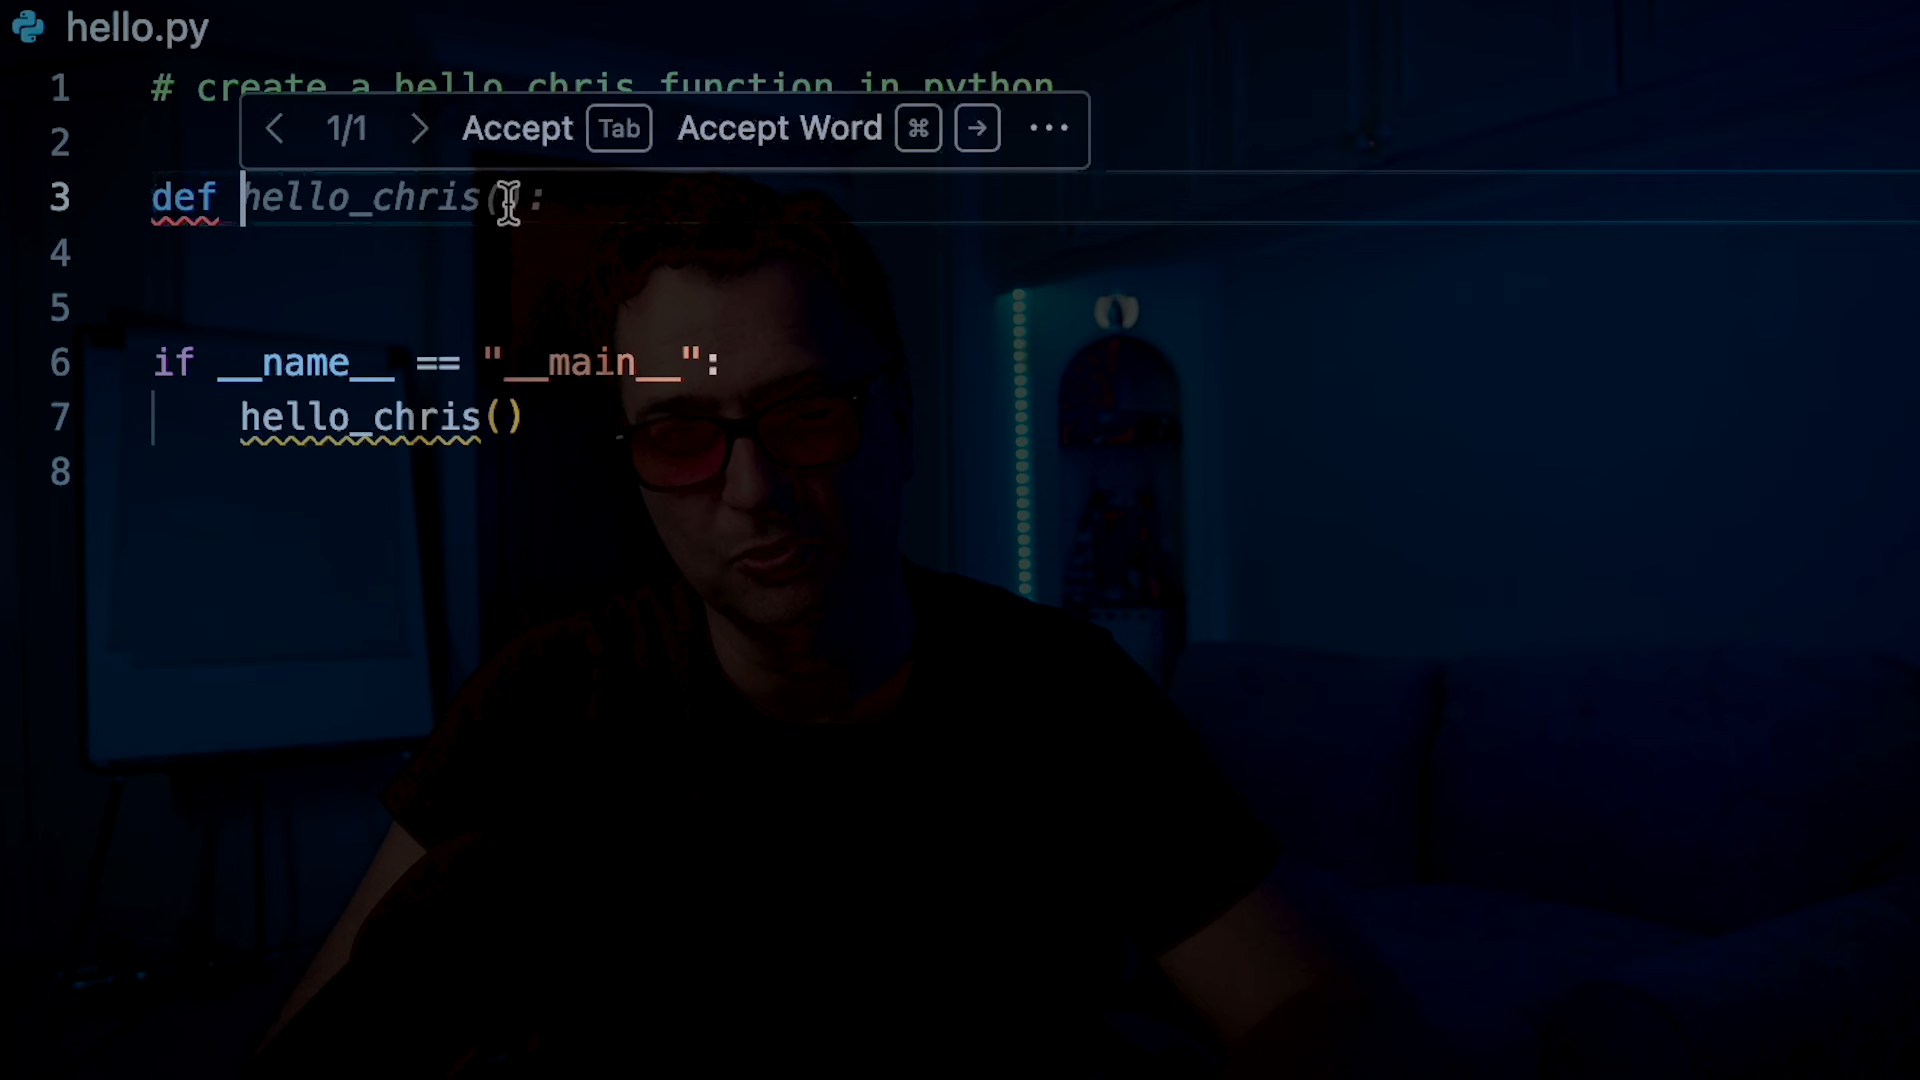 hello.py
1 # create a hello chris function in python
< 1/1 > Accept Tab Accept Word ⌘ → ···
2
3 def hello_chris():
4
5
6 if __name__ == "__main__":
7 hello_chris()
8